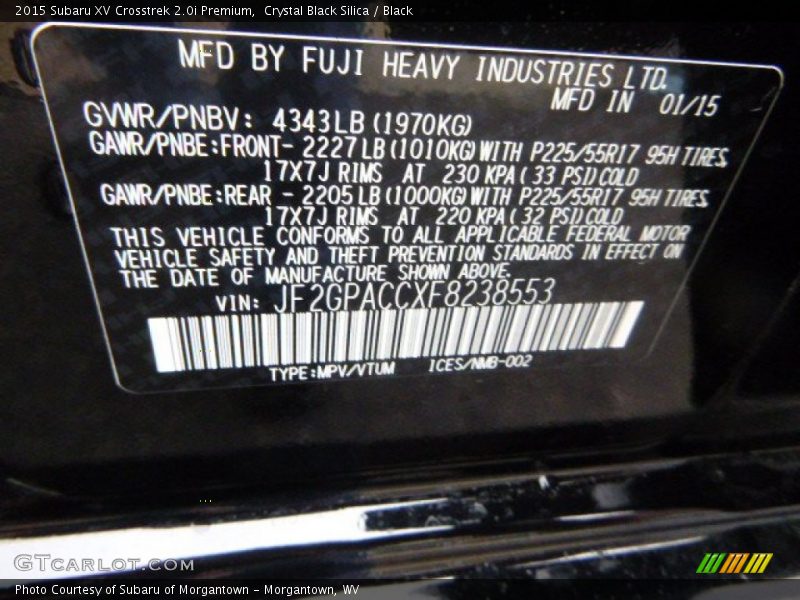 2015 Subaru XV Crosstrek 2.0i Premium, Crystal Black Silica / Black
MFD BY FUJI HEAVY INDUSTRIES LTD.
MFD IN 01/15
GVWR/PNBV: 4343LB (1970KG)
GAWR/PNBE:FRONT- 2227LB (1010KG) WITH P225/55R17 95H TIRES,
17X7J RIMS AT 230 KPA ( 33 PSI) COLD
GAWR/PNBE:REAR - 2205LB (1000KG) WITH P225/55R17 95H TIRES,
17X7J RIMS AT 220 KPA ( 32 PSI) COLD
THIS VEHICLE CONFORMS TO ALL APPLICABLE FEDERAL MOTOR
VEHICLE SAFETY AND THEFT PREVENTION STANDARDS IN EFFECT ON
THE DATE OF MANUFACTURE SHOWN ABOVE.
VIN: JF2GPACCXF8238553
TYPE:MPV/VTUM ICES/NMB-002
GTCARLOT.COM
Photo Courtesy of Subaru of Morgantown - Morgantown, WV